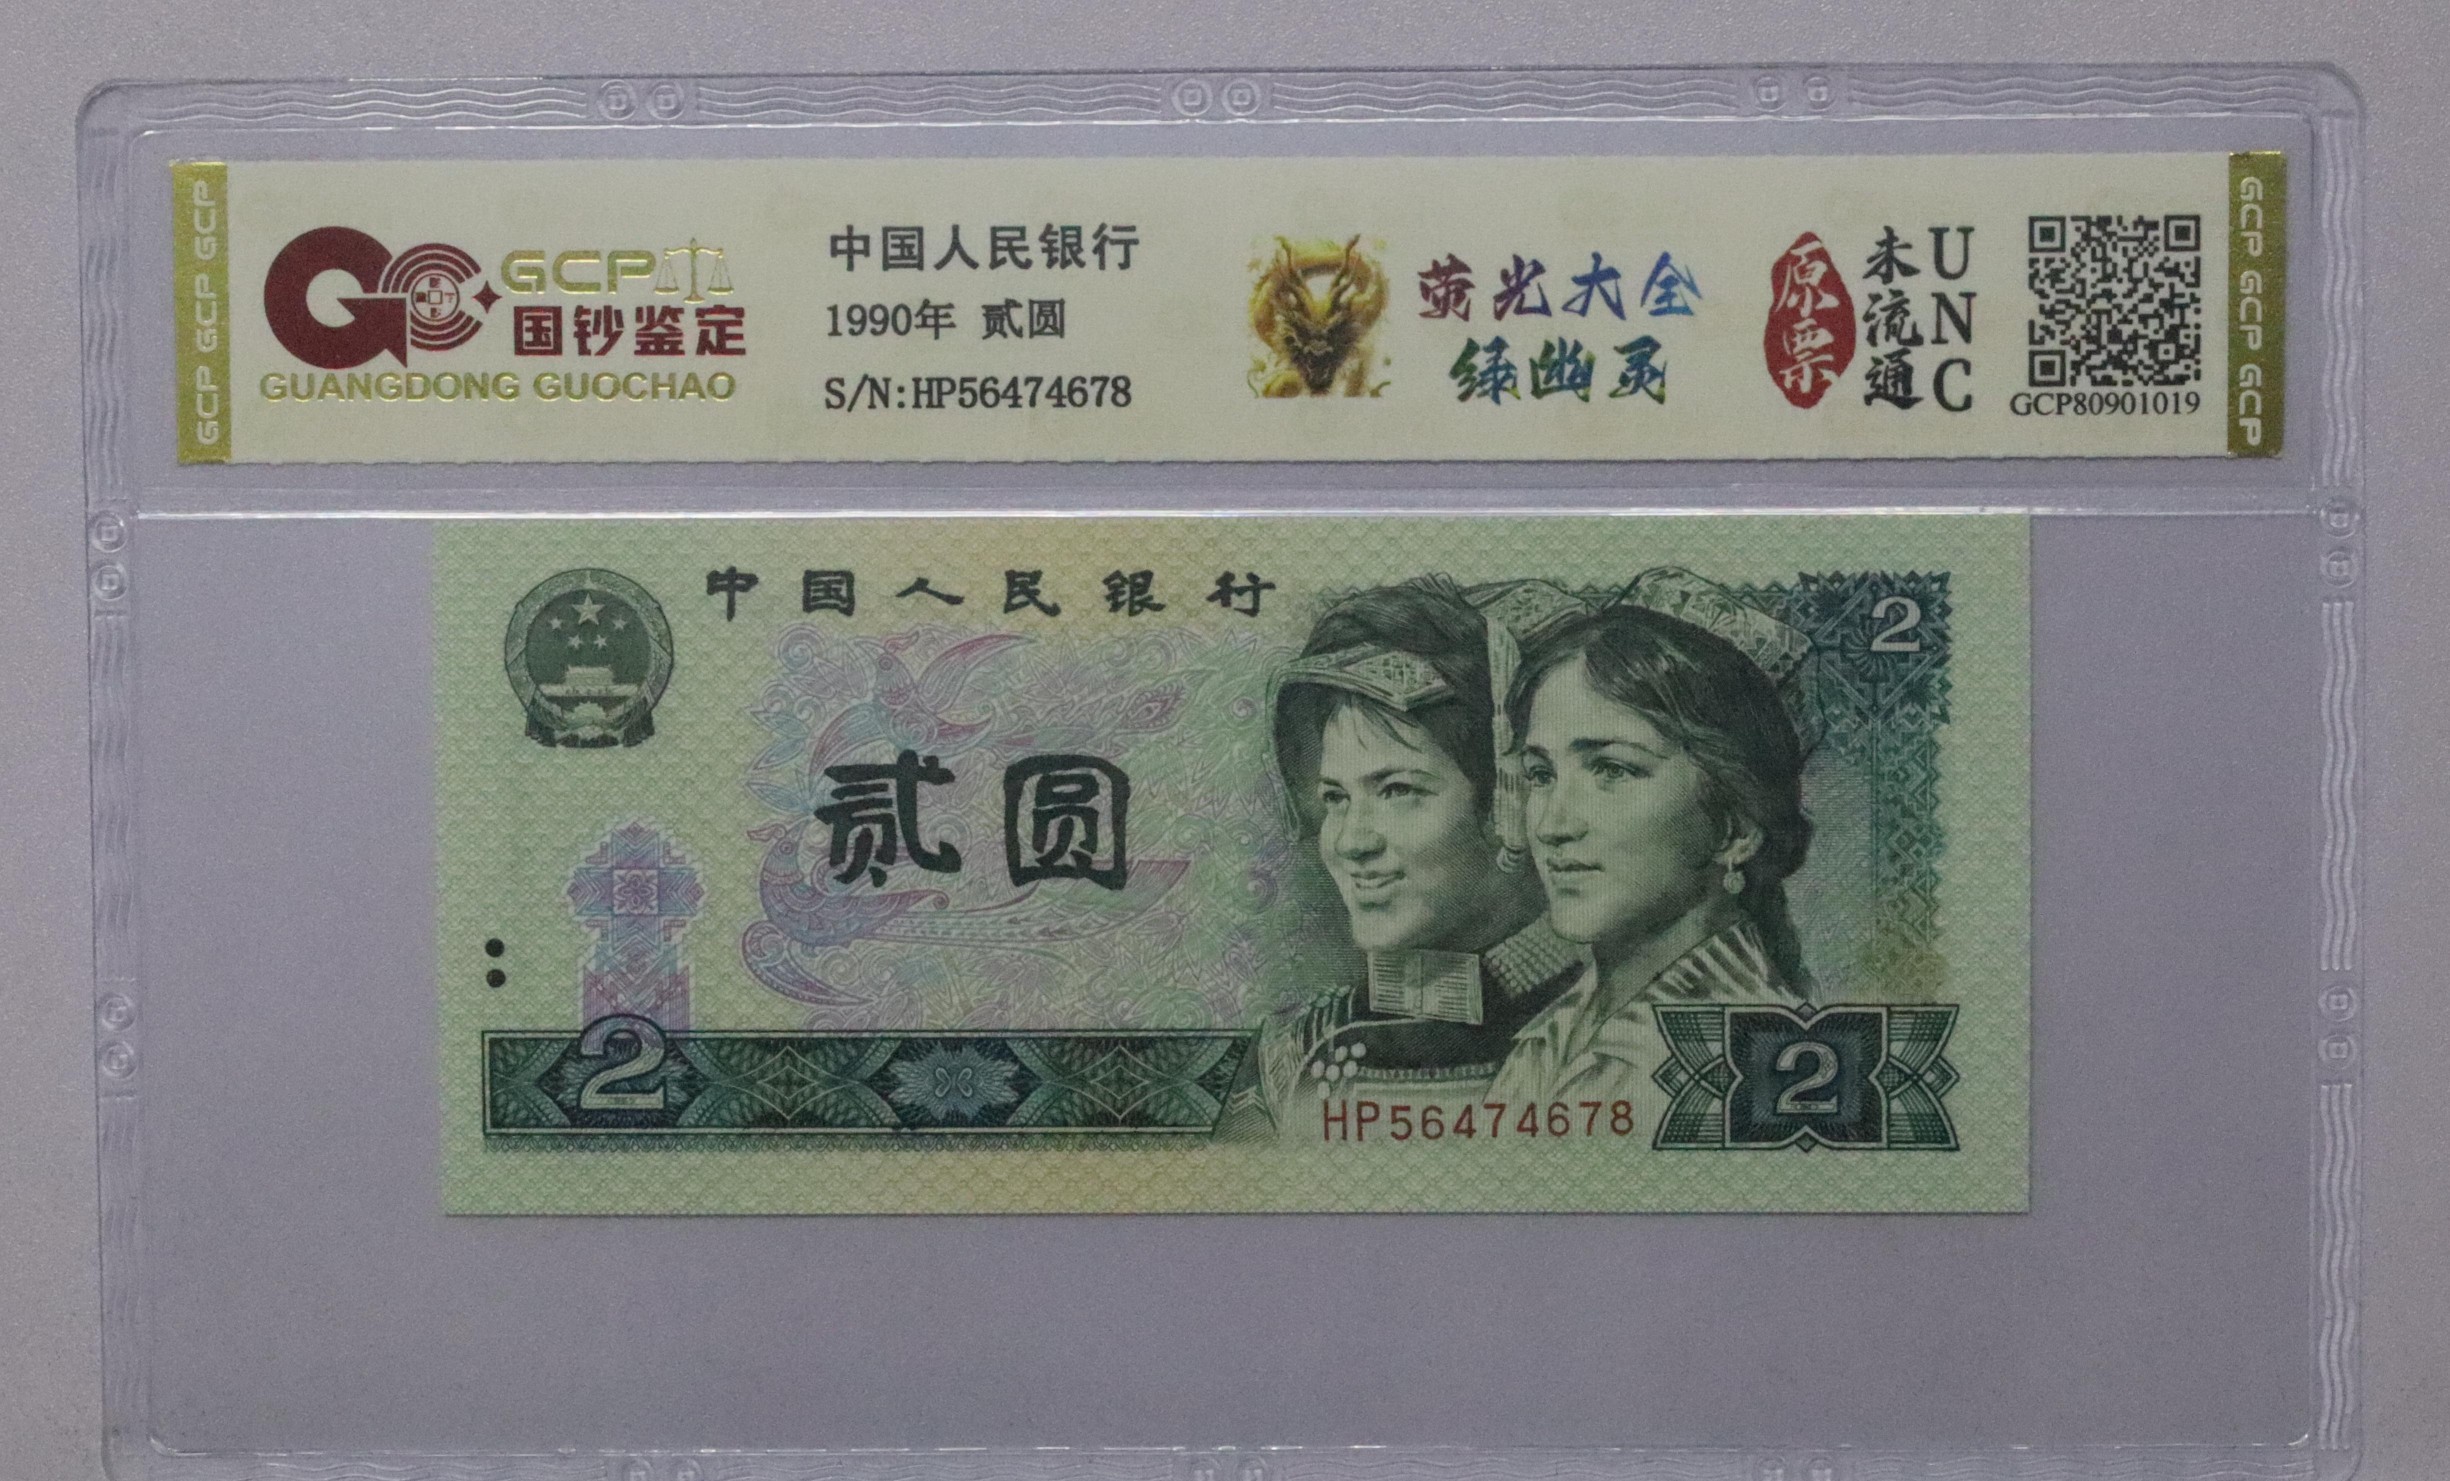 GCP GCP GCP
GCP
国钞鉴定
GUANGDONG GUOCHAO
中国人民银行
1990年 贰圆
S/N:HP56474678
荧光大全
绿幽灵
原票
未流通
UNC
GCP80901019
GCP GCP GCP
中国人民银行
2
贰圆
2
HP56474678
2